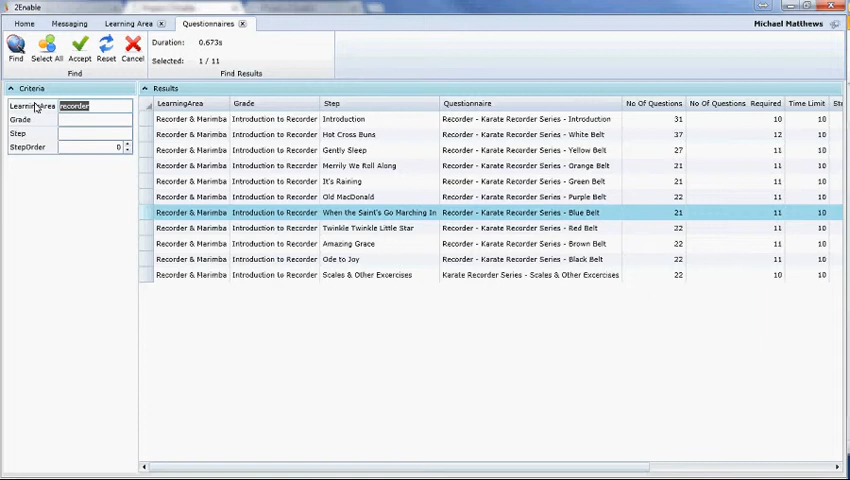 2Enable
Home Messaging Learning Area Questionnaires Michael Matthews
Find Select All Accept Reset Cancel
Find
Duration: 0.673s
Selected: 1 / 11
Find Results
Criteria
LearningArea recorder
Grade
Step
StepOrder 0
Results
LearningArea Grade Step Questionnaire No Of Questions No Of Questions Required Time Limit
Recorder & Marimba Introduction to Recorder Introduction Recorder - Karate Recorder Series - Introduction 31 10 10
Recorder & Marimba Introduction to Recorder Hot Cross Buns Recorder - Karate Recorder Series - White Belt 37 12 10
Recorder & Marimba Introduction to Recorder Gently Sleep Recorder - Karate Recorder Series - Yellow Belt 27 11 10
Recorder & Marimba Introduction to Recorder Merrily We Roll Along Recorder - Karate Recorder Series - Orange Belt 21 11 10
Recorder & Marimba Introduction to Recorder It's Raining Recorder - Karate Recorder Series - Green Belt 21 11 10
Recorder & Marimba Introduction to Recorder Old MacDonald Recorder - Karate Recorder Series - Purple Belt 22 11 10
Recorder & Marimba Introduction to Recorder When the Saint's Go Marching In Recorder - Karate Recorder Series - Blue Belt 21 11 10
Recorder & Marimba Introduction to Recorder Twinkle Twinkle Little Star Recorder - Karate Recorder Series - Red Belt 22 11 10
Recorder & Marimba Introduction to Recorder Amazing Grace Recorder - Karate Recorder Series - Brown Belt 22 11 10
Recorder & Marimba Introduction to Recorder Ode to Joy Recorder - Karate Recorder Series - Black Belt 22 11 10
Recorder & Marimba Introduction to Recorder Scales & Other Excercises Karate Recorder Series - Scales & Other Excercises 22 10 10